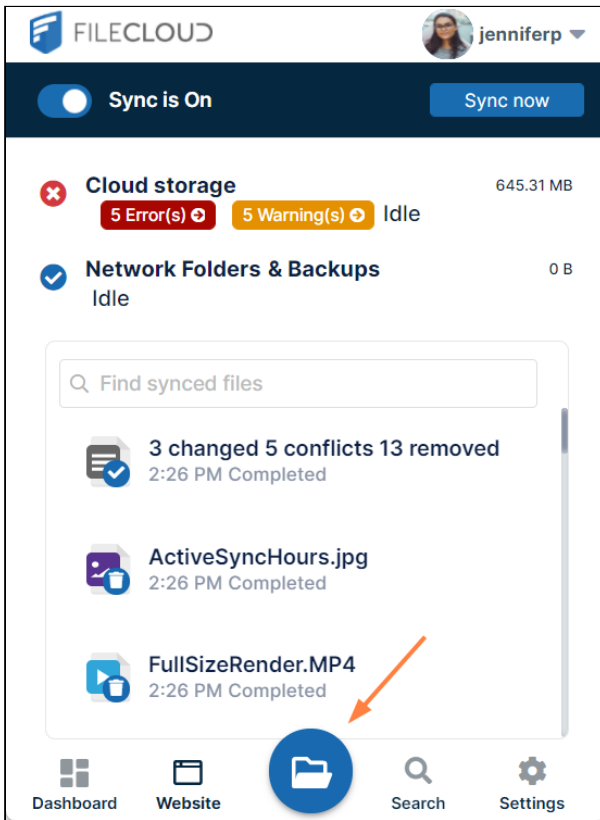 FILECLOUD
jenniferp
Sync is On
Sync now
Cloud storage
645.31 MB
5 Error(s)
5 Warning(s)
Idle
Network Folders & Backups
0 B
Idle
Find synced files
3 changed 5 conflicts 13 removed
2:26 PM Completed
ActiveSyncHours.jpg
2:26 PM Completed
FullSizeRender.MP4
2:26 PM Completed
Dashboard
Website
Search
Settings